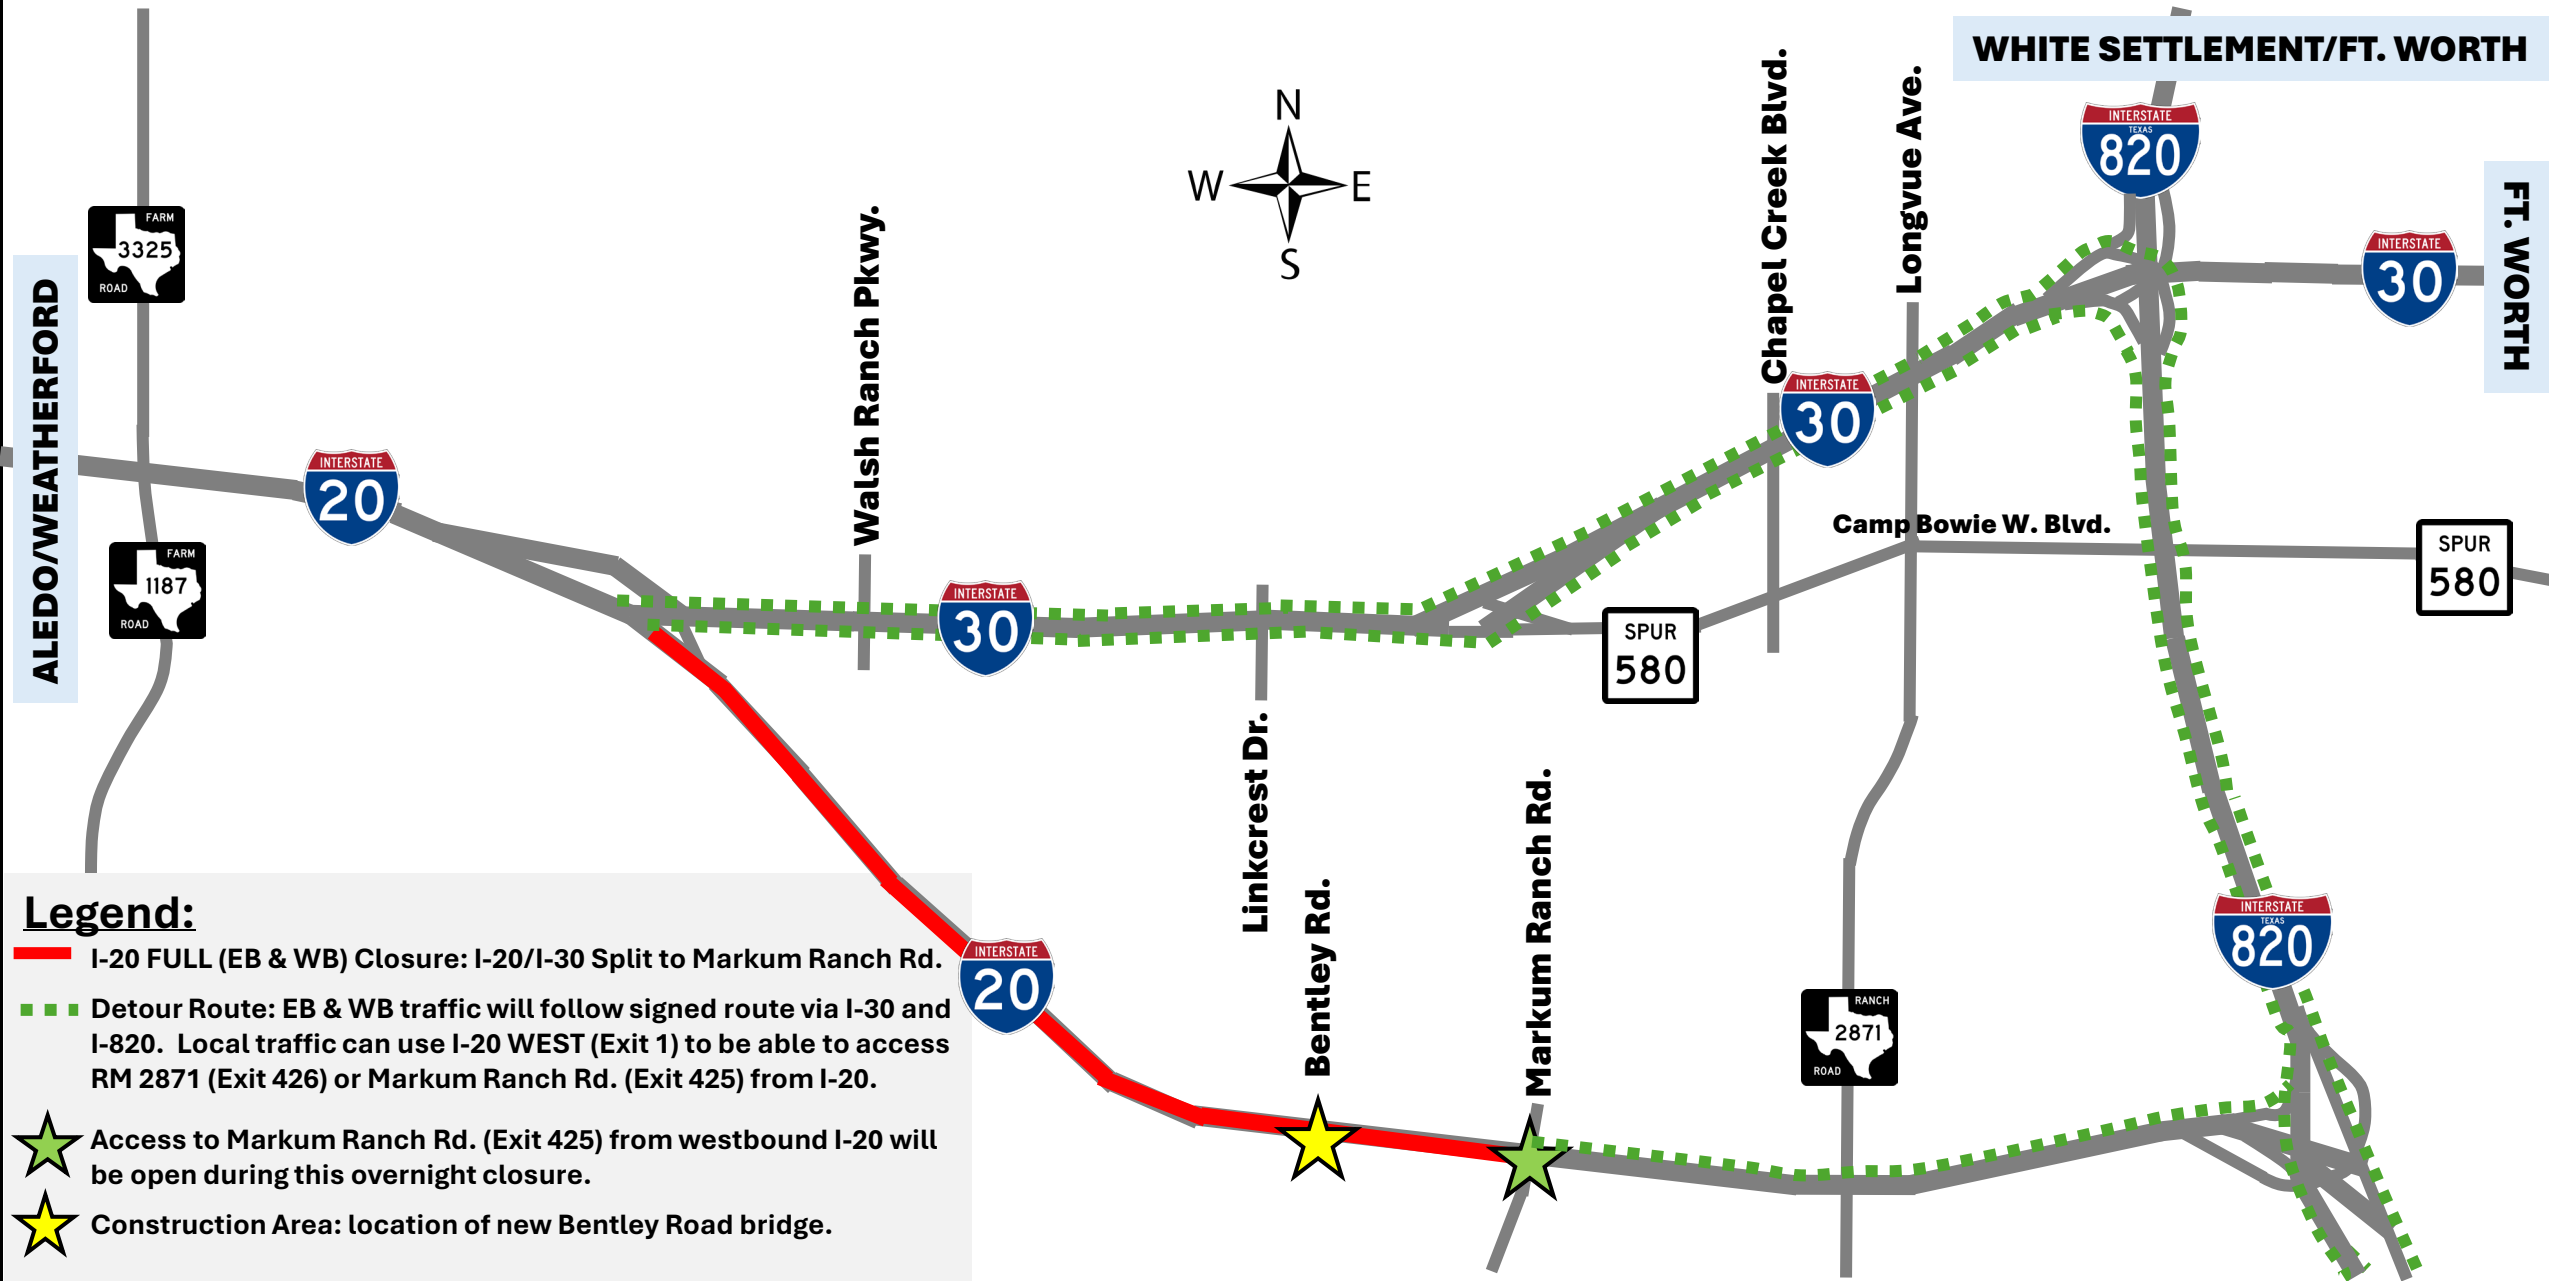 WHITE SETTLEMENT/FT. WORTH
INTERSTATE
TEXAS
820
FT. WORTH
INTERSTATE
30
N
W
E
S
Chapel Creek Blvd.
Longvue Ave.
Walsh Ranch Pkwy.
FARM
3325
ROAD
ALEDO/WEATHERFORD
INTERSTATE
20
INTERSTATE
30
Camp Bowie W. Blvd.
SPUR
580
FARM
1187
ROAD
INTERSTATE
30
SPUR
580
Linkcrest Dr.
Bentley Rd.
Markum Ranch Rd.
INTERSTATE
TEXAS
820
INTERSTATE
20
RANCH
2871
ROAD
Legend:
I-20 FULL (EB & WB) Closure: I-20/I-30 Split to Markum Ranch Rd.
Detour Route: EB & WB traffic will follow signed route via I-30 and
I-820. Local traffic can use I-20 WEST (Exit 1) to be able to access
RM 2871 (Exit 426) or Markum Ranch Rd. (Exit 425) from I-20.
Access to Markum Ranch Rd. (Exit 425) from westbound I-20 will
be open during this overnight closure.
Construction Area: location of new Bentley Road bridge.